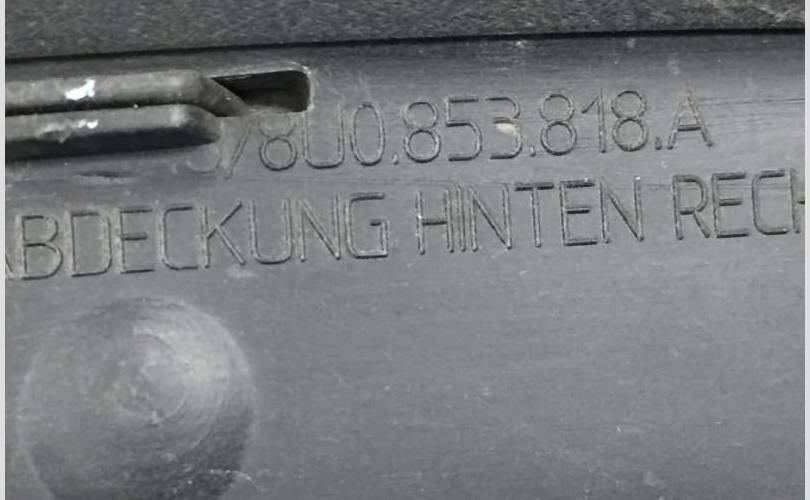 /8U0.853.818.A
ABDECKUNG HINTEN RECH